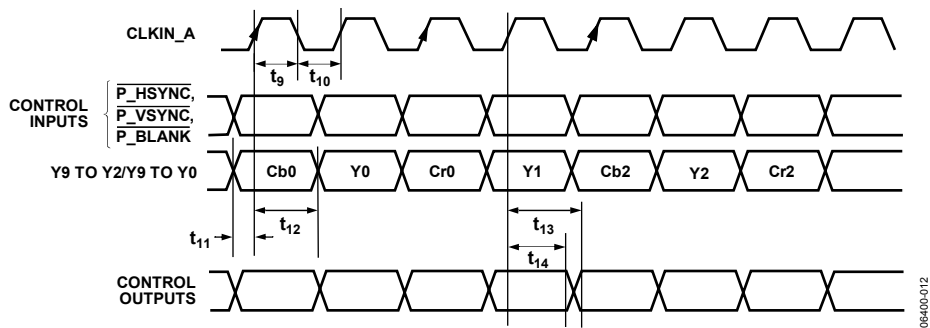 CLKIN_A
t9
t10
CONTROL
INPUTS
P_HSYNC,
P_VSYNC,
P_BLANK
Y9 TO Y2/Y9 TO Y0
Cb0
Y0
Cr0
Y1
Cb2
Y2
Cr2
t12
t13
t11
t14
CONTROL
OUTPUTS
06400-012